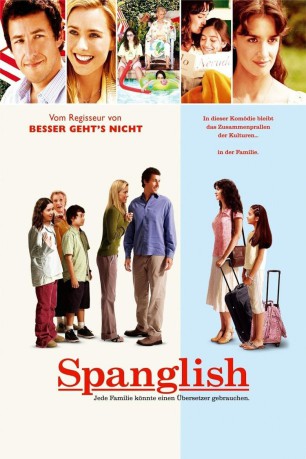 Vom Regisseur von
BESSER GEHT'S NICHT
In dieser Komödie bleibt
das Zusammenprallen
der Kulturen...
in der Familie.
Spanglish
Jede Familie könnte einen Übersetzer gebrauchen.